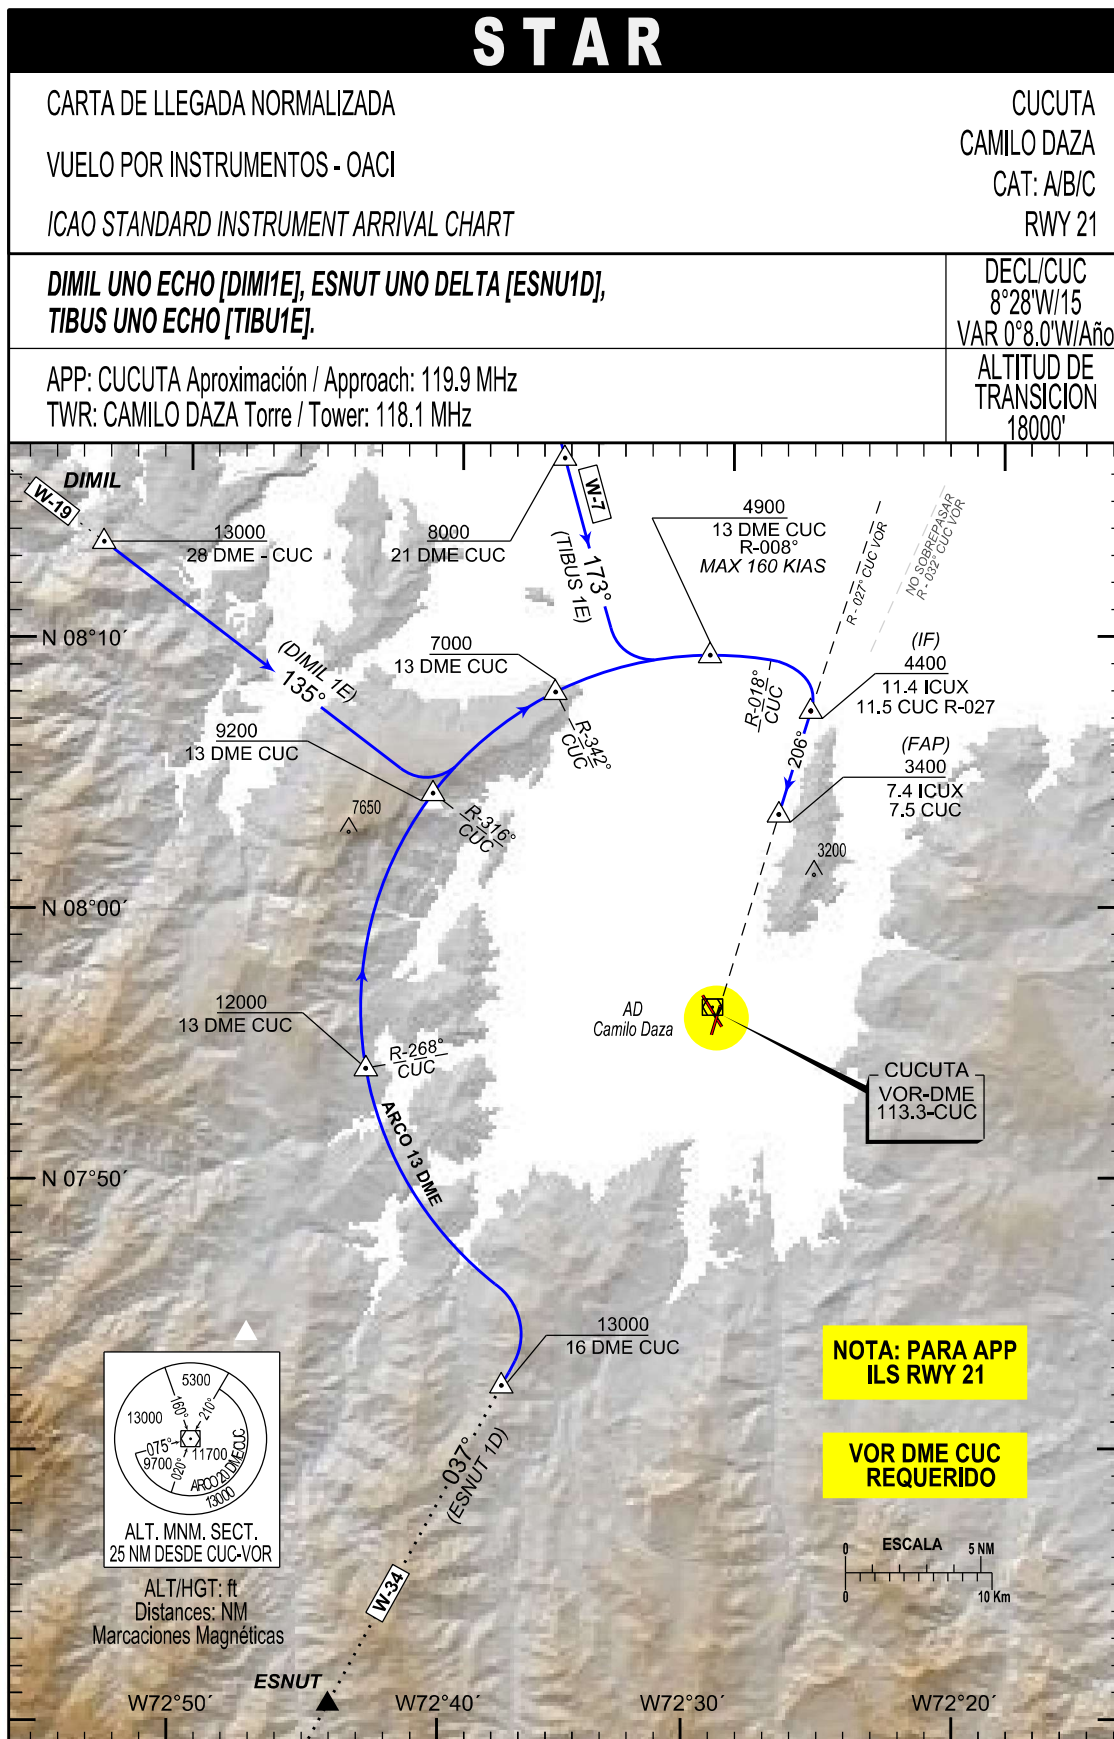 STAR
CARTA DE LLEGADA NORMALIZADA
VUELO POR INSTRUMENTOS - OACI
ICAO STANDARD INSTRUMENT ARRIVAL CHART
CUCUTA
CAMILO DAZA
CAT: A/B/C
RWY 21
DIMIL UNO ECHO [DIMI1E], ESNUT UNO DELTA [ESNU1D],
TIBUS UNO ECHO [TIBU1E].
DECL/CUC
8°28'W/15
VAR 0°8.0'W/Año
APP: CUCUTA Aproximación / Approach: 119.9 MHz
TWR: CAMILO DAZA Torre / Tower: 118.1 MHz
ALTITUD DE
TRANSICION
18000'
DIMIL
W-19
13000
28 DME - CUC
8000
21 DME CUC
W-7
173°
(TIBUS 1E)
4900
13 DME CUC
R-008°
MAX 160 KIAS
R - 027° CUC VOR
NO SOBREPASAR
R - 032° CUC VOR
N 08°10´
(DIMIL 1E)
135°
7000
13 DME CUC
(IF)
4400
11.4 ICUX
11.5 CUC R-027
R-018°
CUC
R-342°
CUC
9200
13 DME CUC
206°
(FAP)
3400
7.4 ICUX
7.5 CUC
7650
R-316°
CUC
3200
N 08°00´
12000
13 DME CUC
AD
Camilo Daza
R-268°
CUC
CUCUTA
VOR-DME
113.3-CUC
ARCO 13 DME
N 07°50´
13000
16 DME CUC
NOTA: PARA APP
ILS RWY 21
5300
160°
210°
13000
075°
9700
11700
020°
ARCO 20 DME CUC
13000
ALT. MNM. SECT.
25 NM DESDE CUC-VOR
037°
(ESNUT 1D)
VOR DME CUC
REQUERIDO
ESCALA
0
5 NM
0
10 Km
ALT/HGT: ft
Distances: NM
Marcaciones Magnéticas
W-34
ESNUT
W72°50´
W72°40´
W72°30´
W72°20´